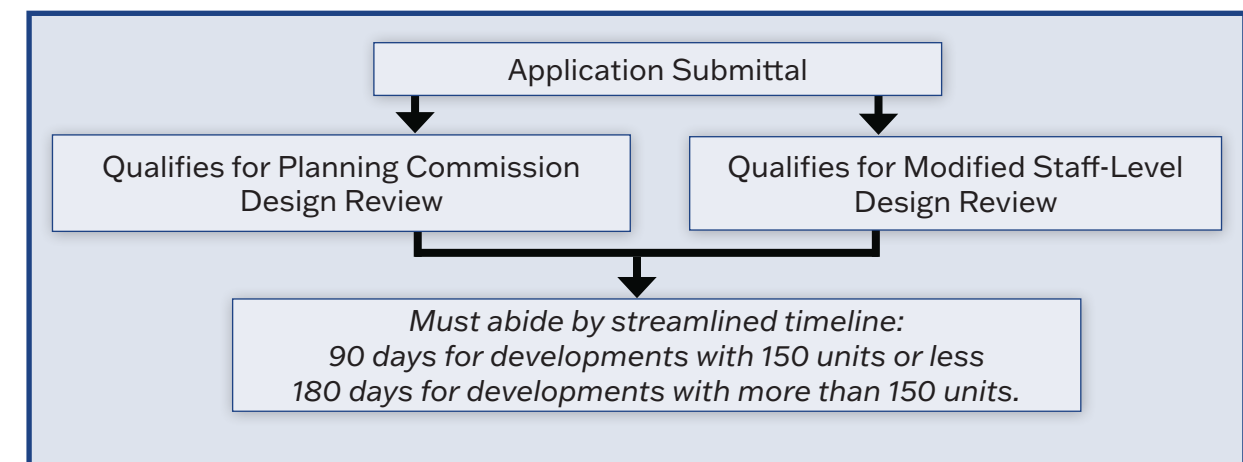 Application Submittal
Qualifies for Planning Commission
Design Review
Qualifies for Modified Staff-Level
Design Review
Must abide by streamlined timeline:
90 days for developments with 150 units or less
180 days for developments with more than 150 units.